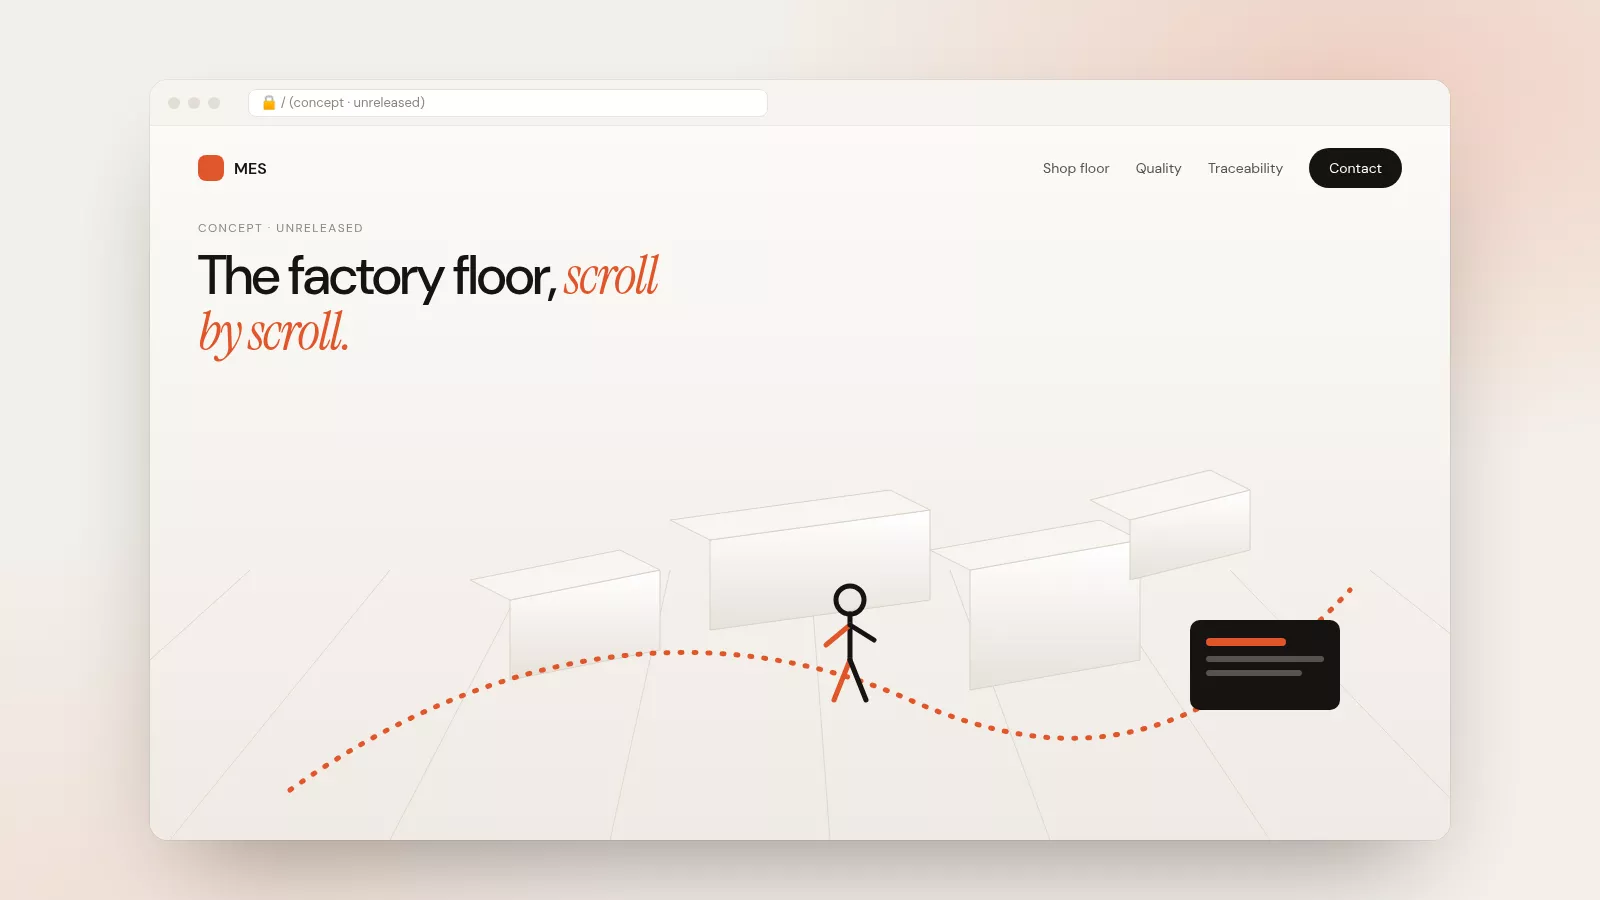 / (concept · unreleased)
MES
Shop floor
Quality
Traceability
Contact
CONCEPT · UNRELEASED
The factory floor, scroll
by scroll.